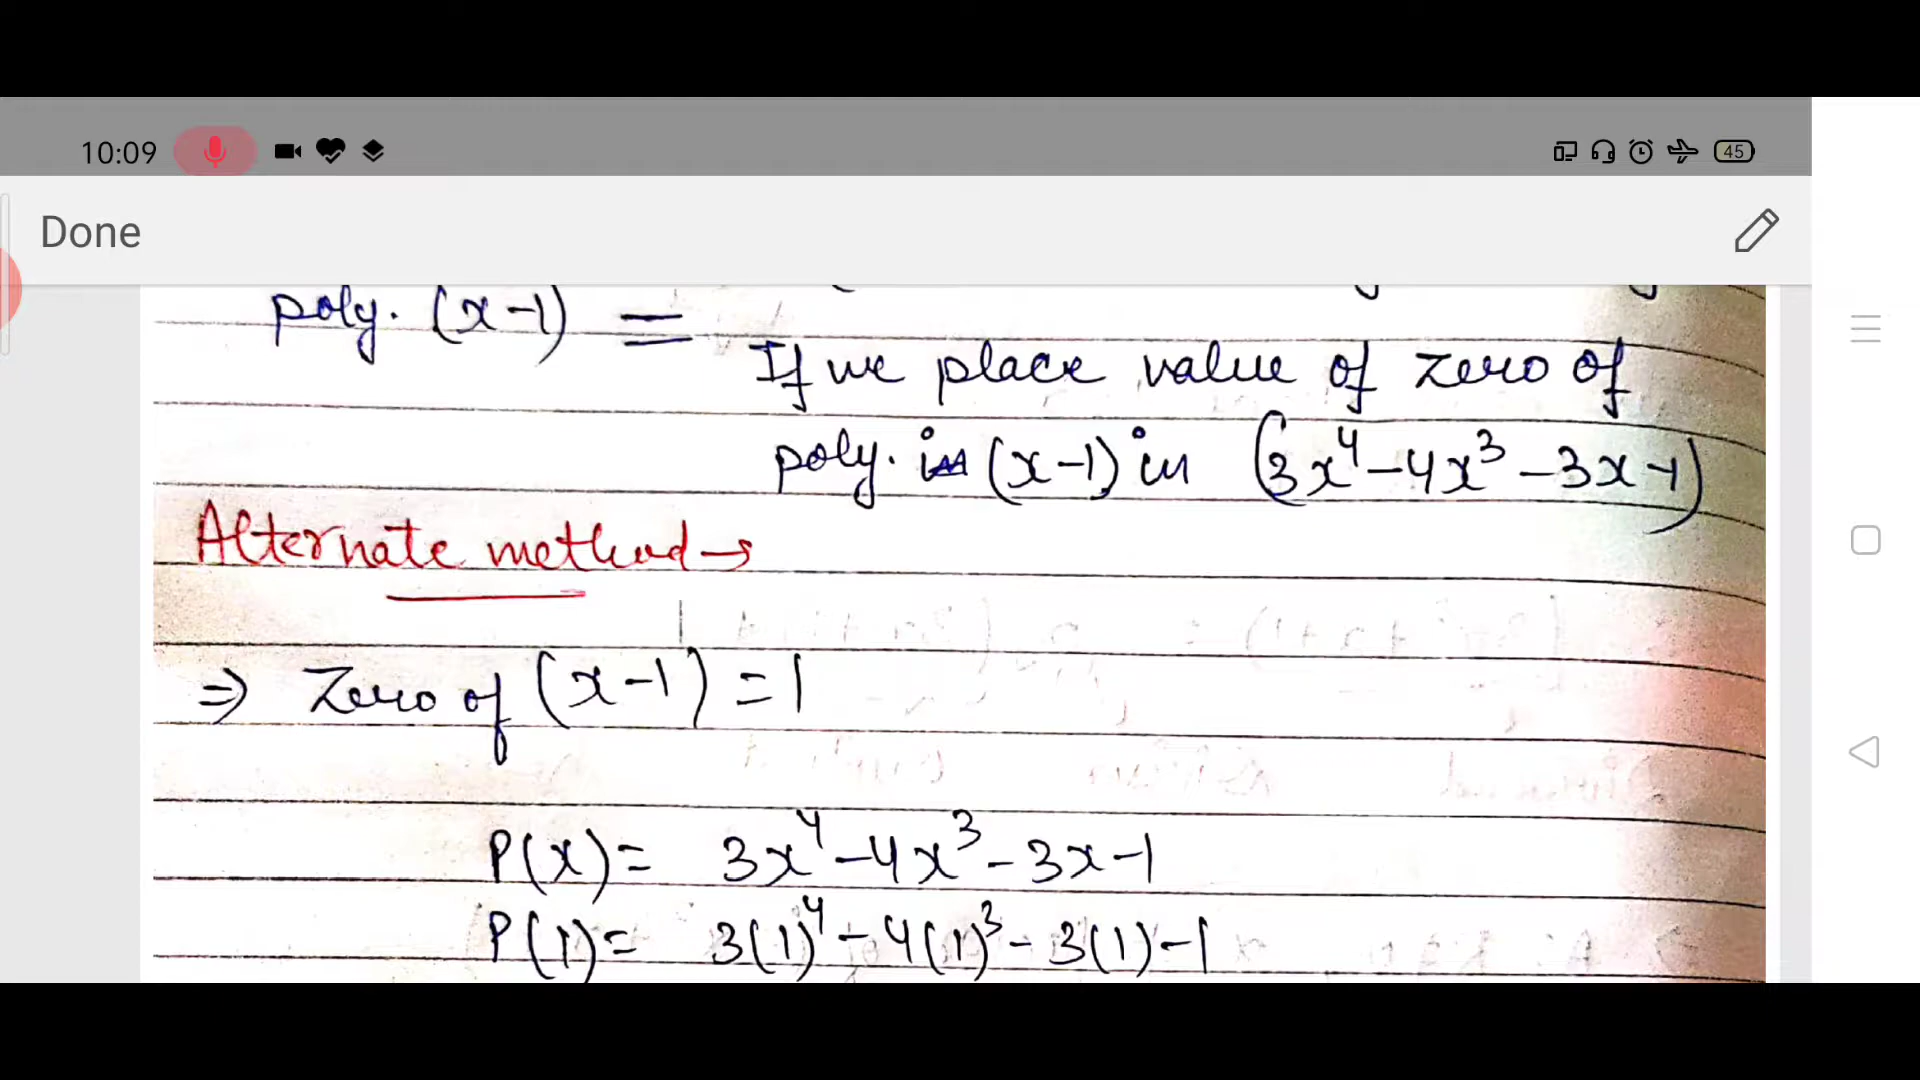 10:09
45
Done
poly. (x-1) =
If we place value of zero of
poly. (x-1) in (3x⁴-4x³-3x-1)
Alternate method→
⇒ Zero of (x-1) = 1
P(x)= 3x⁴-4x³-3x-1
P(1)= 3(1)⁴-4(1)³-3(1)-1